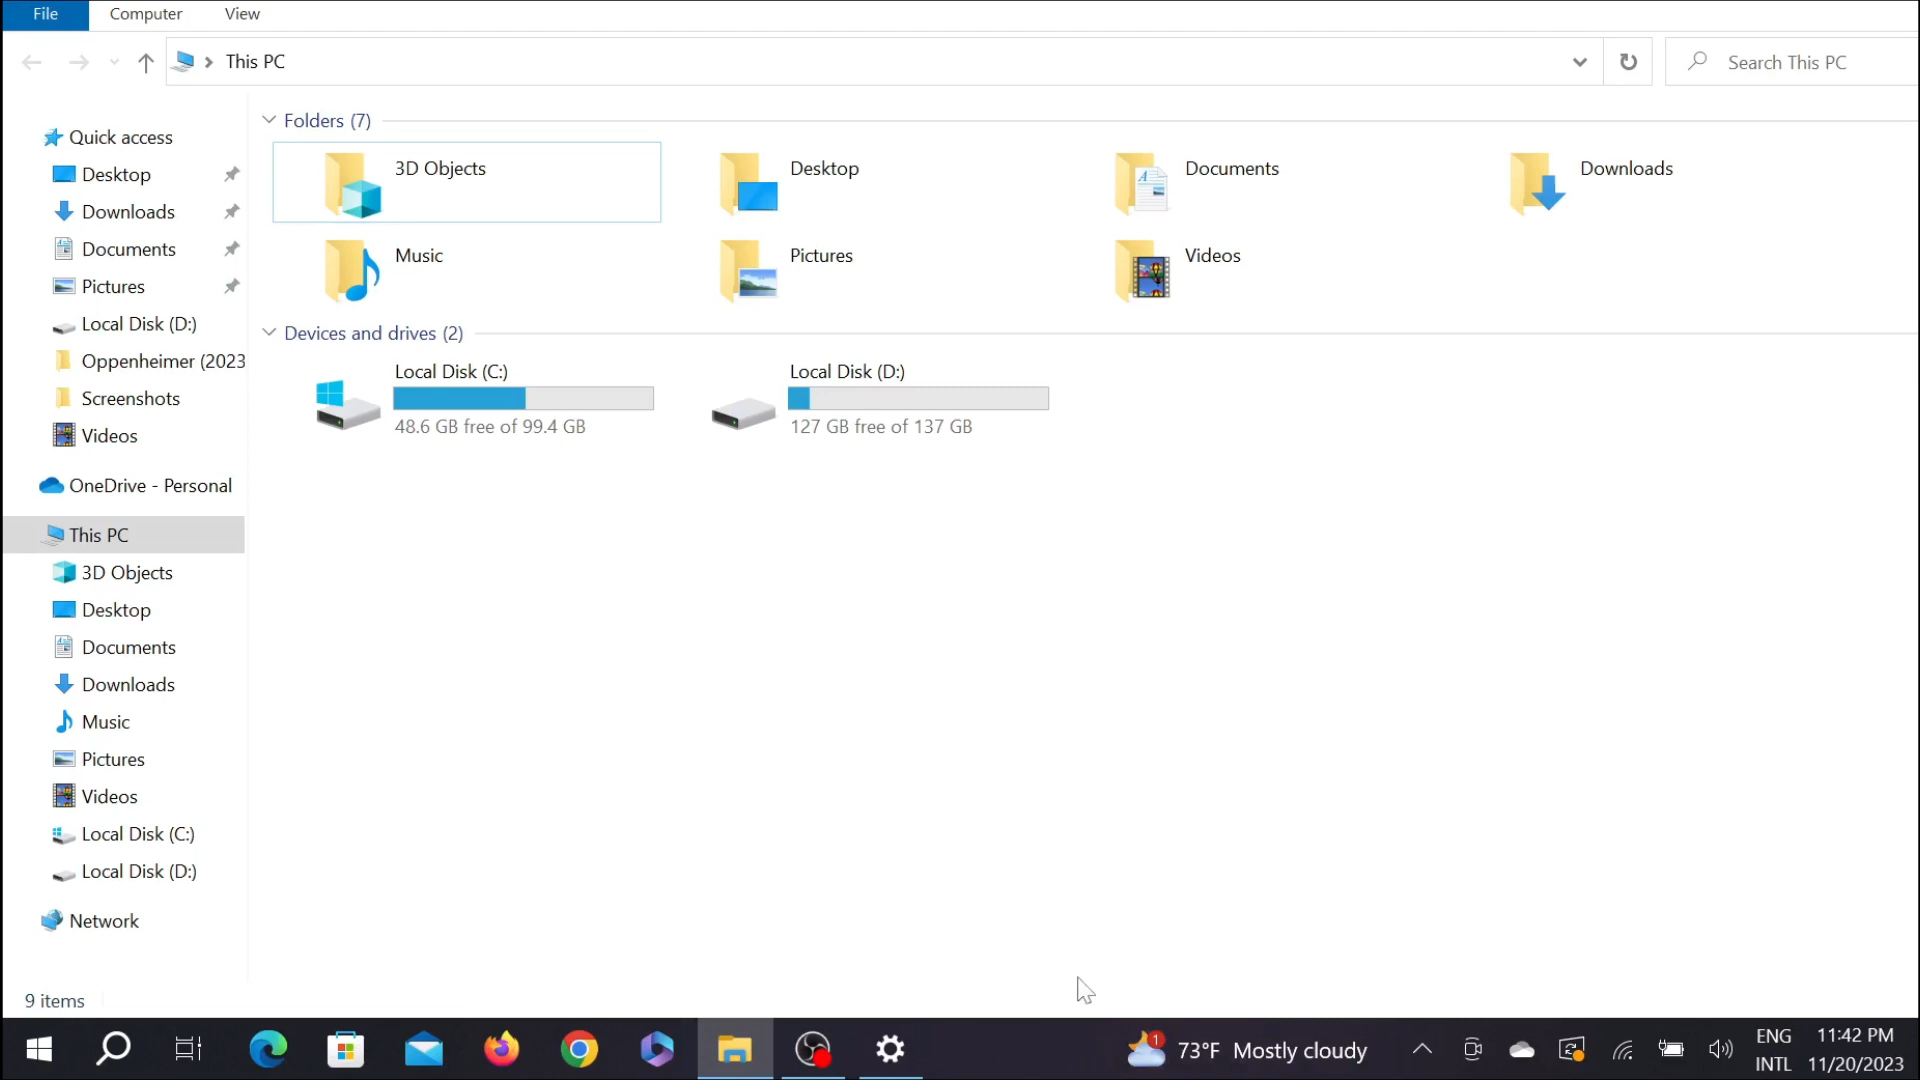 File Computer View
This PC
Search This PC
Quick access
Desktop
Downloads
Documents
Pictures
Local Disk (D:)
Oppenheimer (2023
Screenshots
Videos
OneDrive - Personal
This PC
3D Objects
Desktop
Documents
Downloads
Music
Pictures
Videos
Local Disk (C:)
Local Disk (D:)
Network
Folders (7)
3D Objects
Desktop
Documents
Downloads
Music
Pictures
Videos
Devices and drives (2)
Local Disk (C:)
48.6 GB free of 99.4 GB
Local Disk (D:)
127 GB free of 137 GB
9 items
1
73°F Mostly cloudy
ENG
INTL
11:42 PM
11/20/2023